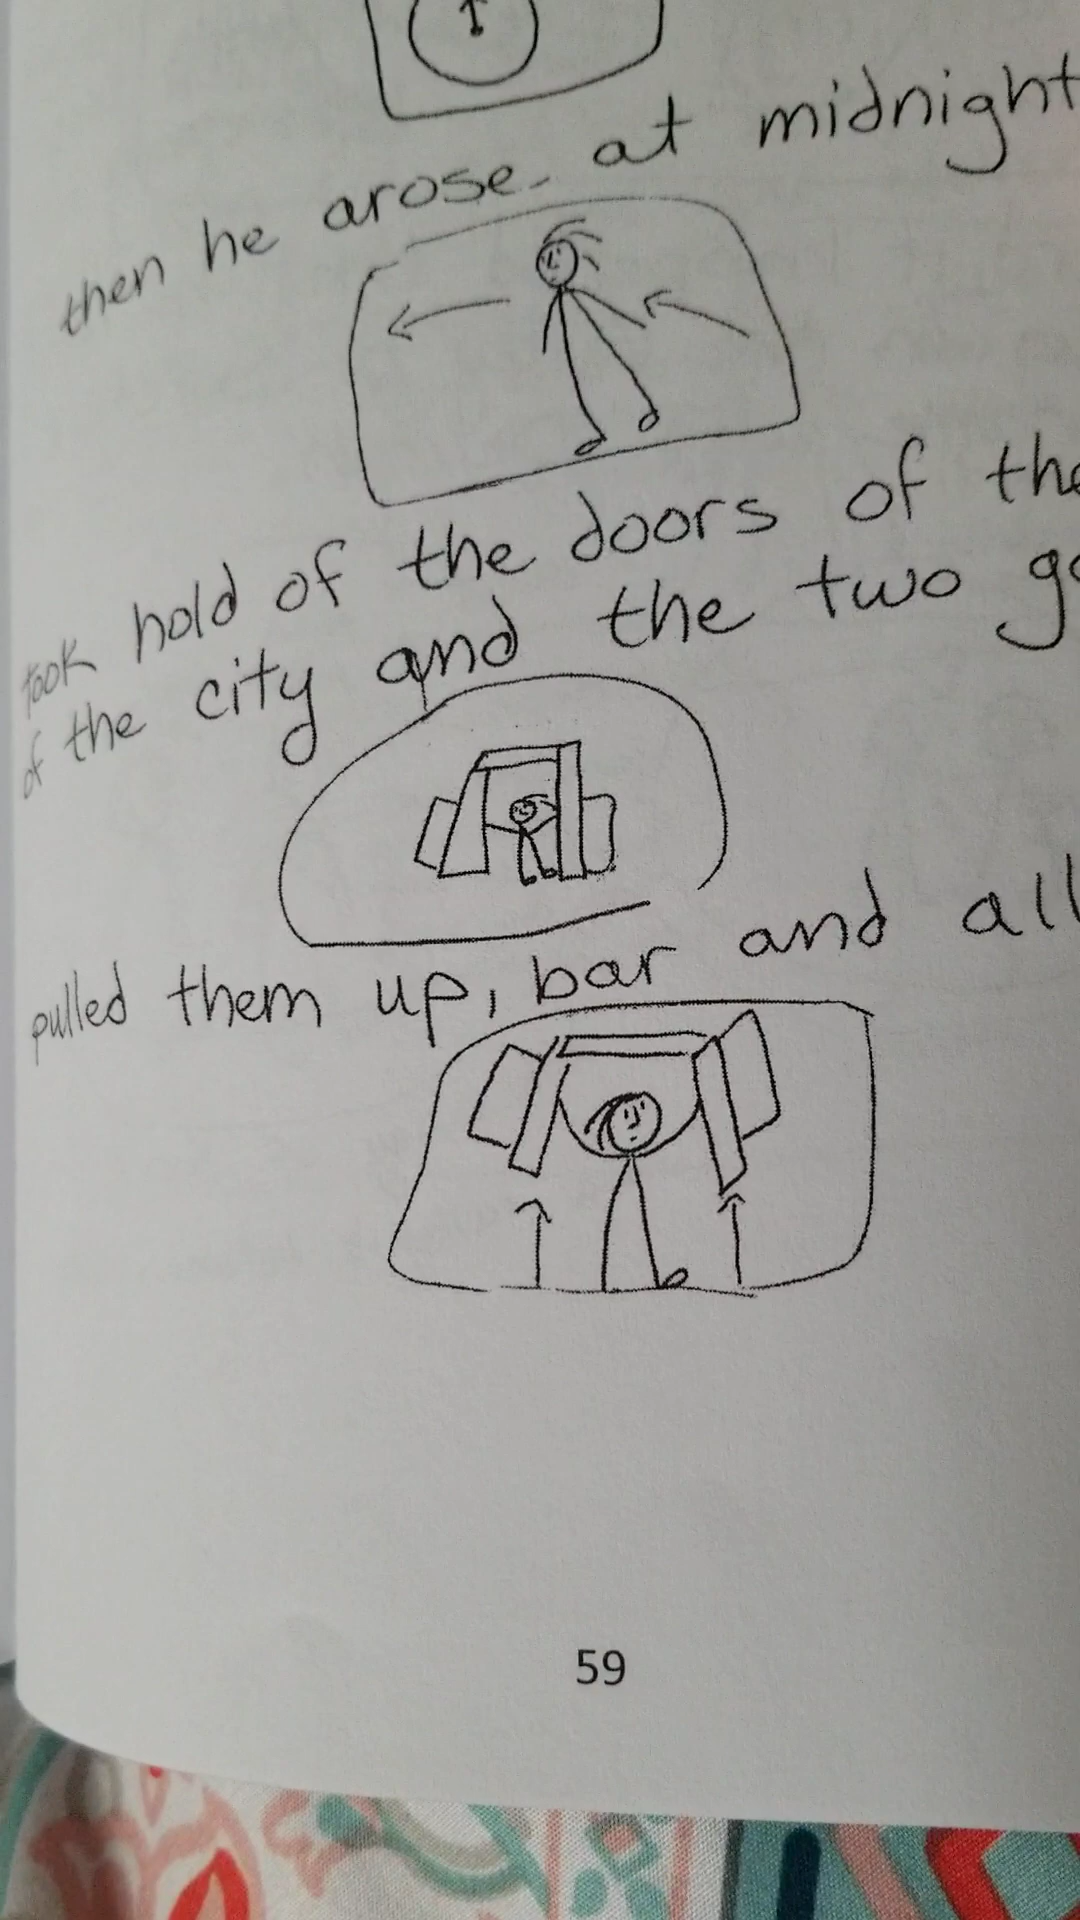 then he arose at midnight
took hold of the doors of the
of the city and the two
pulled them up, bar and all
59